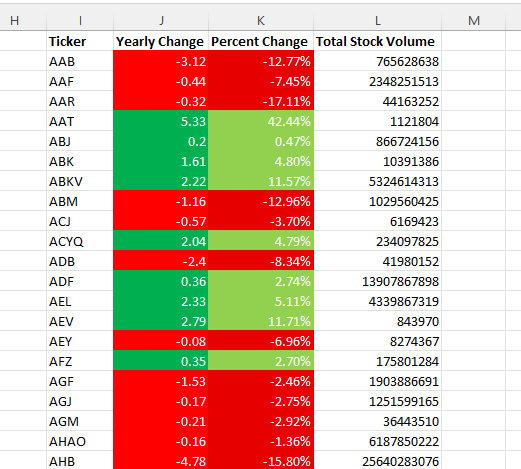 H I J K L M
Ticker Yearly Change Percent Change Total Stock Volume
AAB -3.12 -12.77% 765628638
AAF -0.44 -7.45% 2348251513
AAR -0.32 -17.11% 44163252
AAT 5.33 42.44% 1121804
ABJ 0.2 0.47% 866724156
ABK 1.61 4.80% 10391386
ABKV 2.22 11.57% 5324614313
ABM -1.16 -12.96% 1029560425
ACJ -0.57 -3.70% 6169423
ACYQ 2.04 4.79% 234097825
ADB -2.4 -8.34% 41980152
ADF 0.36 2.74% 13907867898
AEL 2.33 5.11% 4339867319
AEV 2.79 11.71% 843970
AEY -0.08 -6.96% 8274367
AFZ 0.35 2.70% 175801284
AGF -1.53 -2.46% 1903886691
AGJ -0.17 -2.75% 1251599165
AGM -0.21 -2.92% 36443510
AHAO -0.16 -1.36% 6187850222
AHB -4.78 -15.80% 25640283076